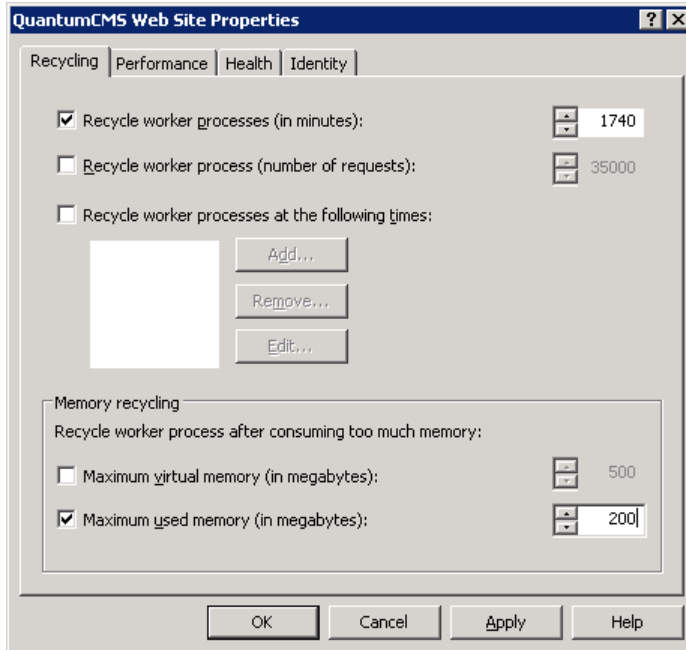 QuantumCMS Web Site Properties
Recycling Performance Health Identity
Recycle worker processes (in minutes): 1740
Recycle worker process (number of requests): 35000
Recycle worker processes at the following times:
Add...
Remove...
Edit...
Memory recycling
Recycle worker process after consuming too much memory:
Maximum virtual memory (in megabytes): 500
Maximum used memory (in megabytes): 200
OK Cancel Apply Help